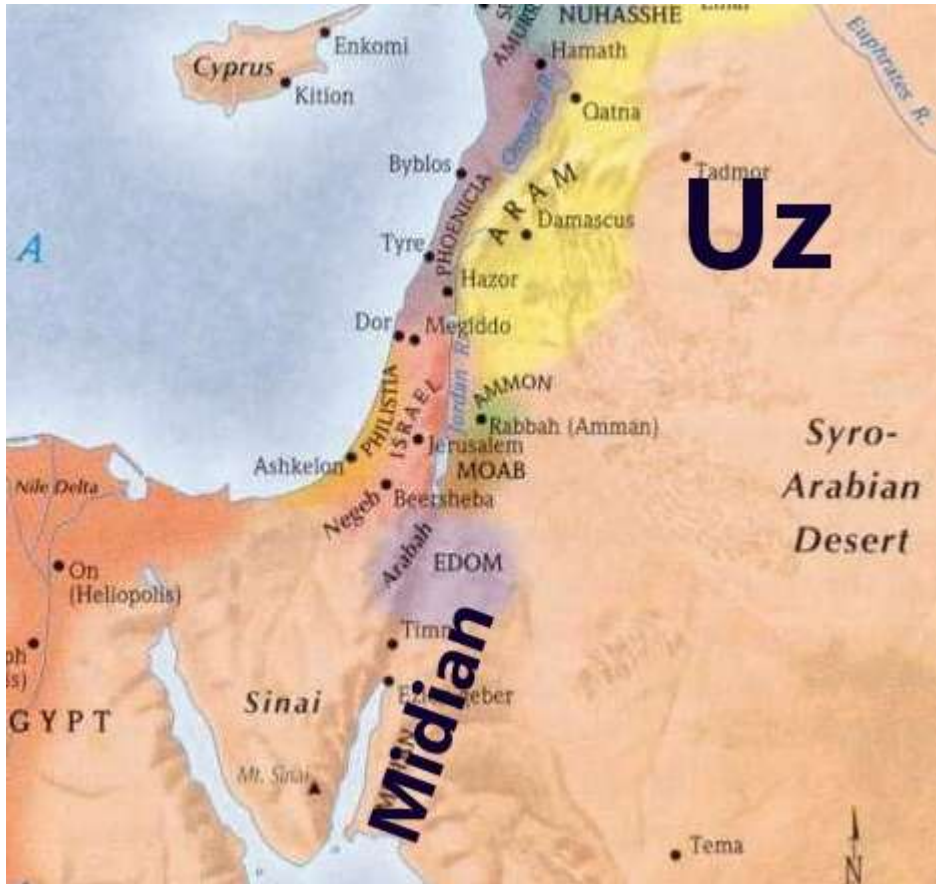 NUHASSHE
AMURRU
Hamath
Enkomi
Cyprus
Kition
Euphrates R.
Orontes R.
Qatna
Byblos
Tadmor
Uz
ARAM
PHOENICIA
Damascus
A
Tyre
Hazor
Dor
Megiddo
Jordan R.
PHILISTIA
ISRAEL
AMMON
Rabbah (Amman)
Jerusalem
Syro-
Arabian
Desert
Ashkelon
MOAB
Nile Delta
Negeb
Beersheba
Arabah
EDOM
On
(Heliopolis)
Midian
Sinai
GYPT
Mt. Sinai
Tema
N